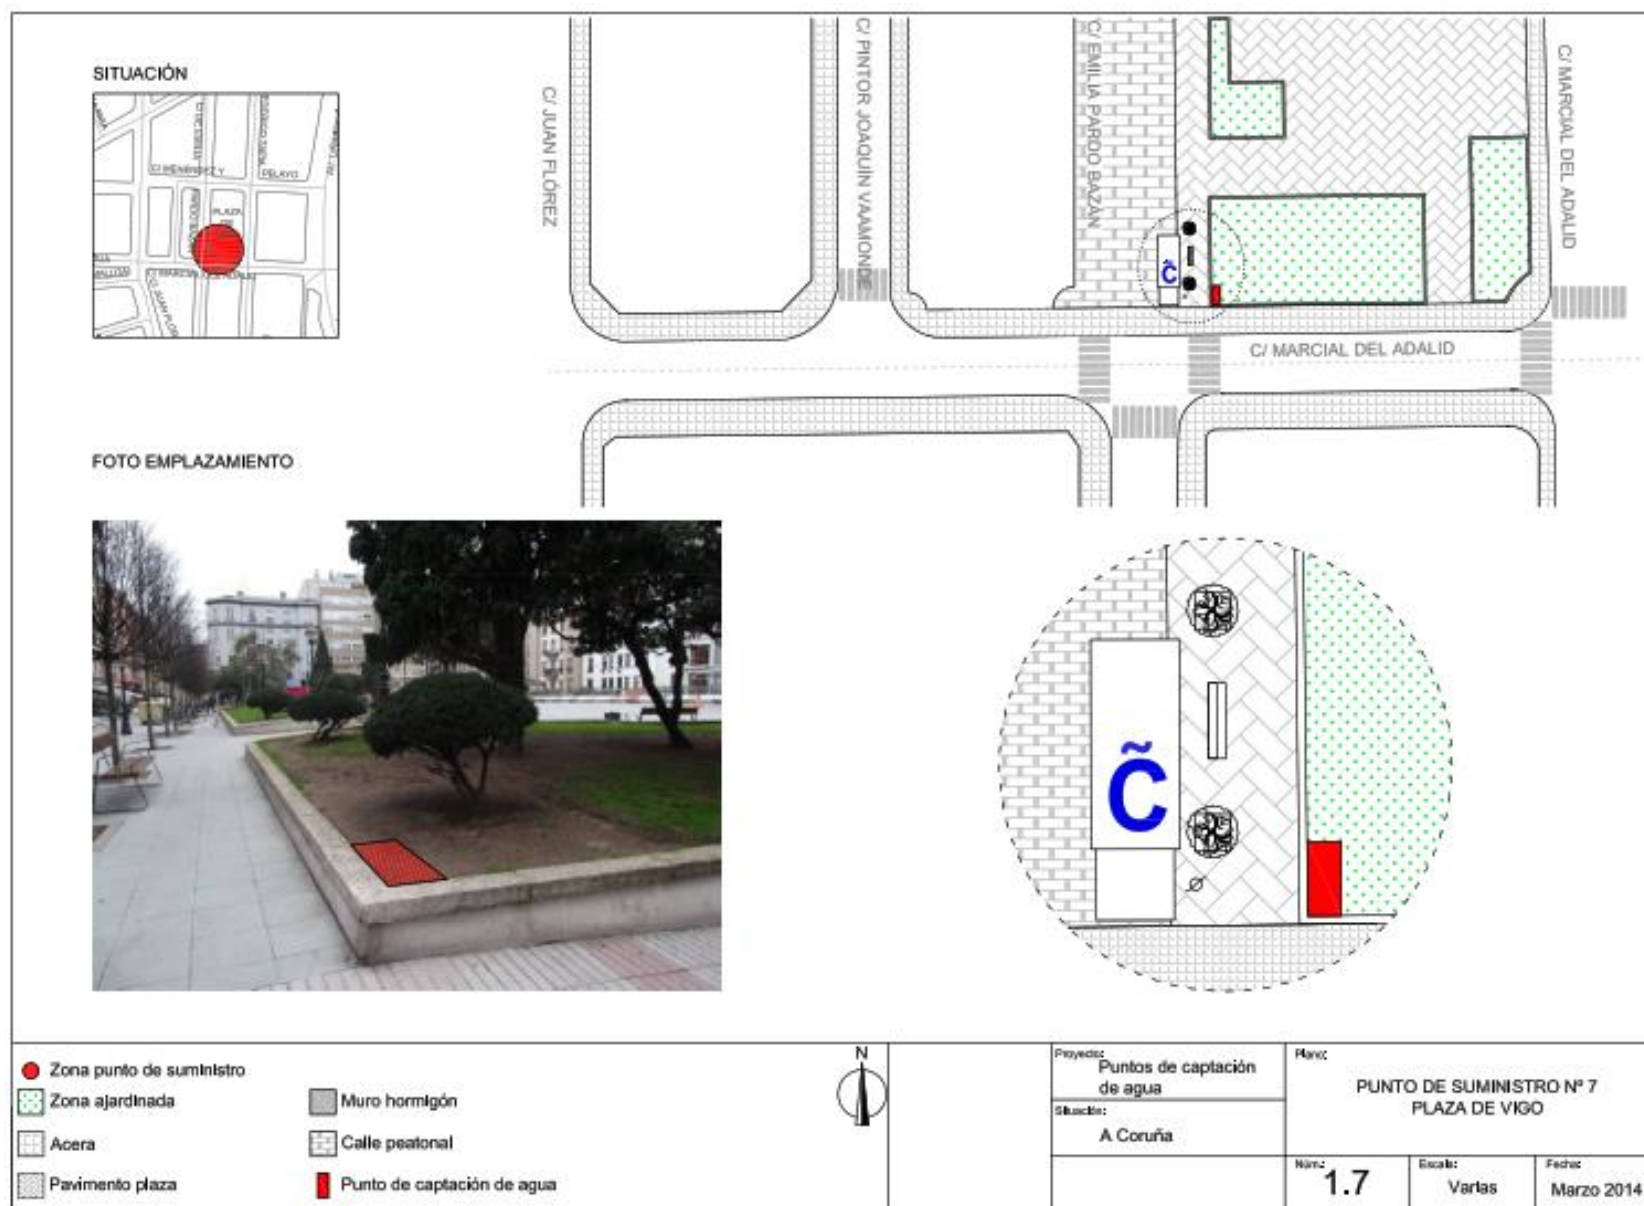 SITUACIÓN
C/ MENENDEZ Y
PELAYO
PLAZA
C/ JUAN FLÓREZ
C/ PINTOR JOAQUÍN VAAMONDE
C/ EMILIA PARDO BAZÁN
C/ MARCIAL DEL ADALID
C/ MARCIAL DEL ADALID
C̃
FOTO EMPLAZAMIENTO
C̃
Zona punto de suministro
Zona ajardinada
Acera
Pavimento plaza
Muro hormigón
Calle peatonal
Punto de captación de agua
N
Proyecto:
Puntos de captación
de agua
Situación:
A Coruña
Plano:
PUNTO DE SUMINISTRO Nº 7
PLAZA DE VIGO
Núm.:
1.7
Escala:
Varias
Fecha:
Marzo 2014